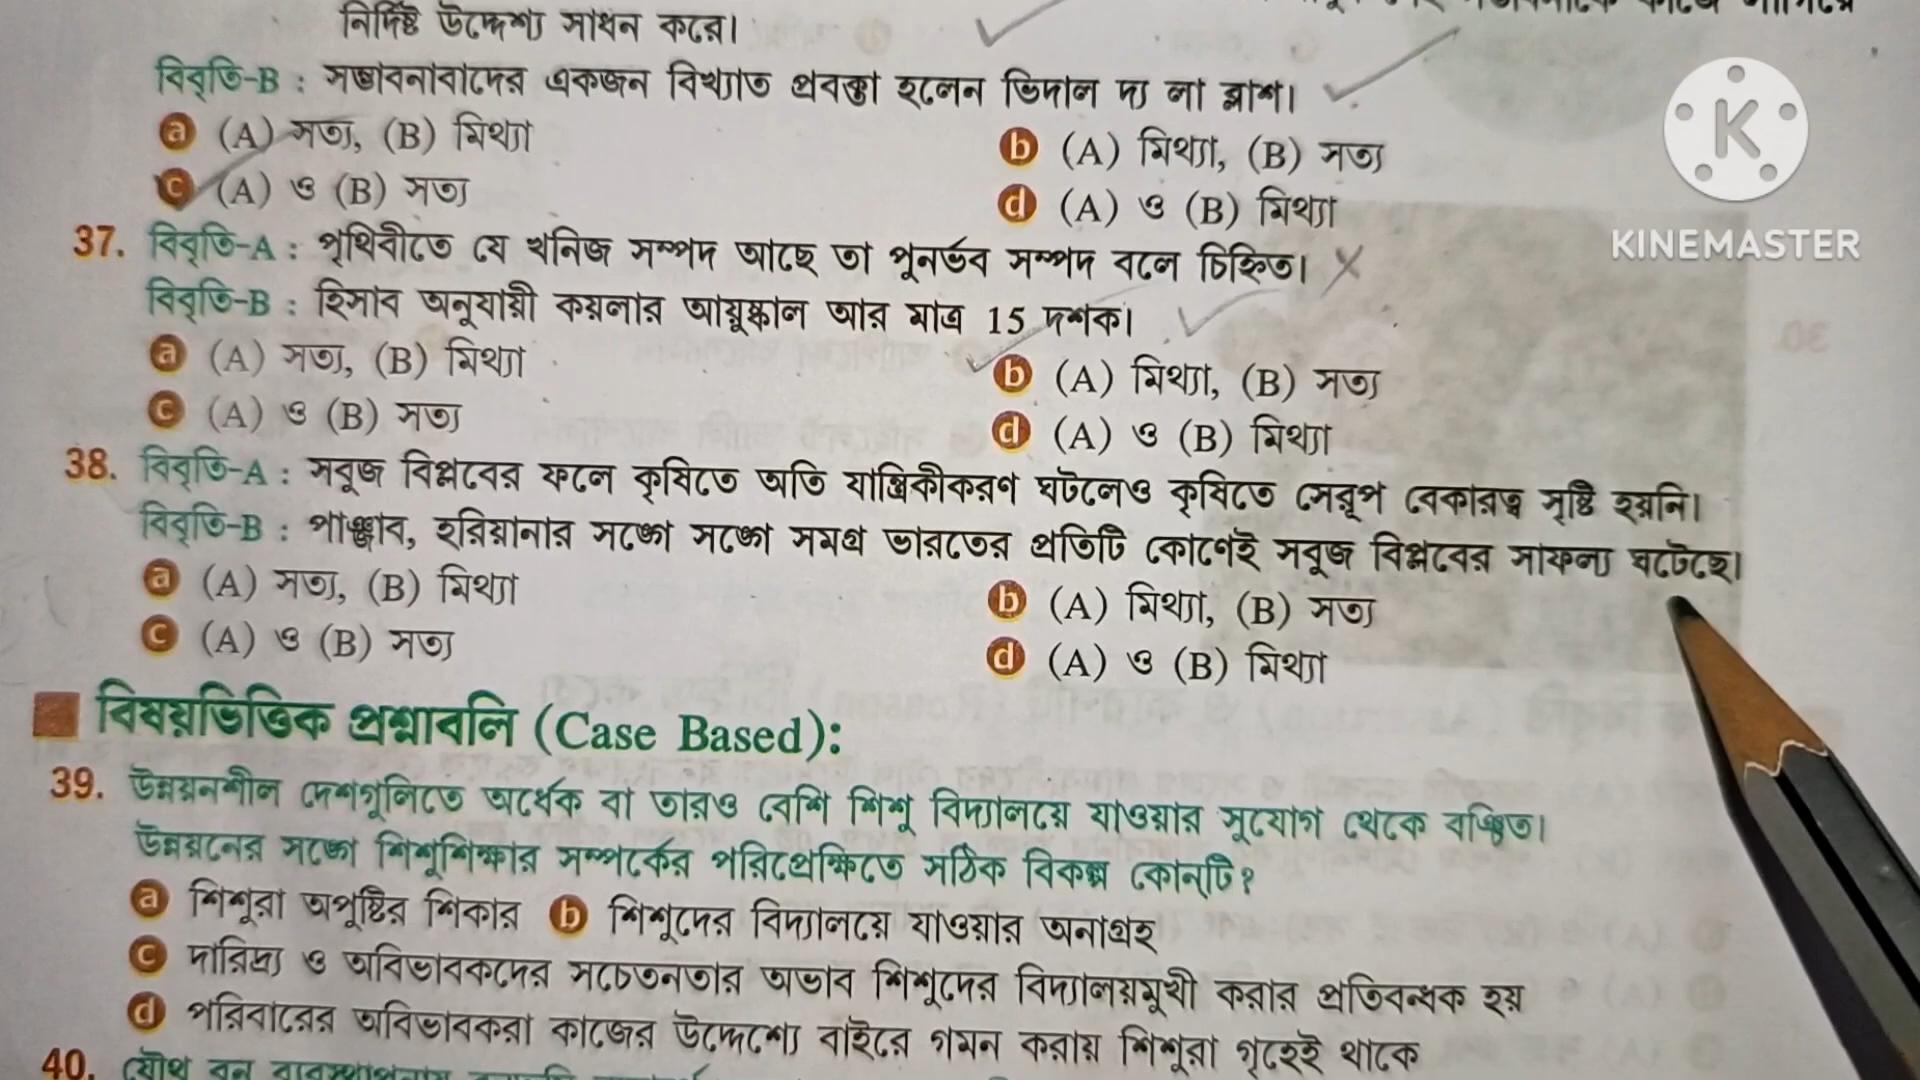 নির্দিষ্ট উদ্দেশ্য সাধন করে।
বিবৃতি-B : সম্ভাবনাবাদের একজন বিখ্যাত প্রবক্তা হলেন ভিদাল দ্য লা ব্লাশ।
a (A) সত্য, (B) মিথ্যা
b (A) মিথ্যা, (B) সত্য
c (A) ও (B) সত্য
d (A) ও (B) মিথ্যা
K
KINEMASTER
37. বিবৃতি-A : পৃথিবীতে যে খনিজ সম্পদ আছে তা পুনর্ভব সম্পদ বলে চিহ্নিত।
বিবৃতি-B : হিসাব অনুযায়ী কয়লার আয়ুষ্কাল আর মাত্র 15 দশক।
a (A) সত্য, (B) মিথ্যা
b (A) মিথ্যা, (B) সত্য
c (A) ও (B) সত্য
d (A) ও (B) মিথ্যা
38. বিবৃতি-A : সবুজ বিপ্লবের ফলে কৃষিতে অতি যান্ত্রিকীকরণ ঘটলেও কৃষিতে সেরূপ বেকারত্ব সৃষ্টি হয়নি।
বিবৃতি-B : পাঞ্জাব, হরিয়ানার সঙ্গে সঙ্গে সমগ্র ভারতের প্রতিটি কোণেই সবুজ বিপ্লবের সাফল্য ঘটেছে।
a (A) সত্য, (B) মিথ্যা
b (A) মিথ্যা, (B) সত্য
c (A) ও (B) সত্য
d (A) ও (B) মিথ্যা
বিষয়ভিত্তিক প্রশ্নাবলি (Case Based):
39. উন্নয়নশীল দেশগুলিতে অর্ধেক বা তারও বেশি শিশু বিদ্যালয়ে যাওয়ার সুযোগ থেকে বঞ্চিত।
উন্নয়নের সঙ্গে শিশুশিক্ষার সম্পর্কের পরিপ্রেক্ষিতে সঠিক বিকল্প কোন্‌টি?
a শিশুরা অপুষ্টির শিকার b শিশুদের বিদ্যালয়ে যাওয়ার অনাগ্রহ
c দারিদ্র্য ও অবিভাবকদের সচেতনতার অভাব শিশুদের বিদ্যালয়মুখী করার প্রতিবন্ধক হয়
d পরিবারের অবিভাবকরা কাজের উদ্দেশ্যে বাইরে গমন করায় শিশুরা গৃহেই থাকে
40. যৌথ বন